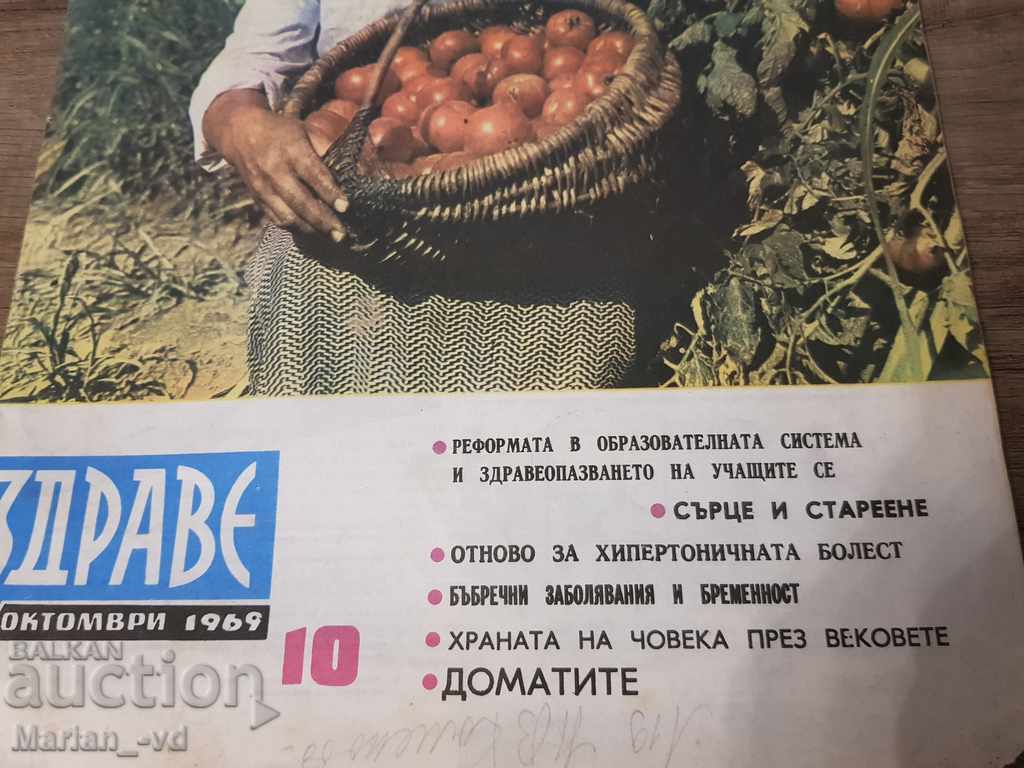 • РЕФОРМАТА В ОБРАЗОВАТЕЛНАТА СИСТЕМА
И ЗДРАВЕОПАЗВАНЕТО НА УЧАЩИТЕ СЕ
• СЪРЦЕ И СТАРЕЕНЕ
• ОТНОВО ЗА ХИПЕРТОНИЧНАТА БОЛЕСТ
• БЪБРЕЧНИ ЗАБОЛЯВАНИЯ И БРЕМЕННОСТ
• ХРАНАТА НА ЧОВЕКА ПРЕЗ ВЕКОВЕТЕ
• ДОМАТИТЕ
ЗДРАВЕ
ОКТОМВРИ 1969
10
BALKAN
auction
Marian_-vd